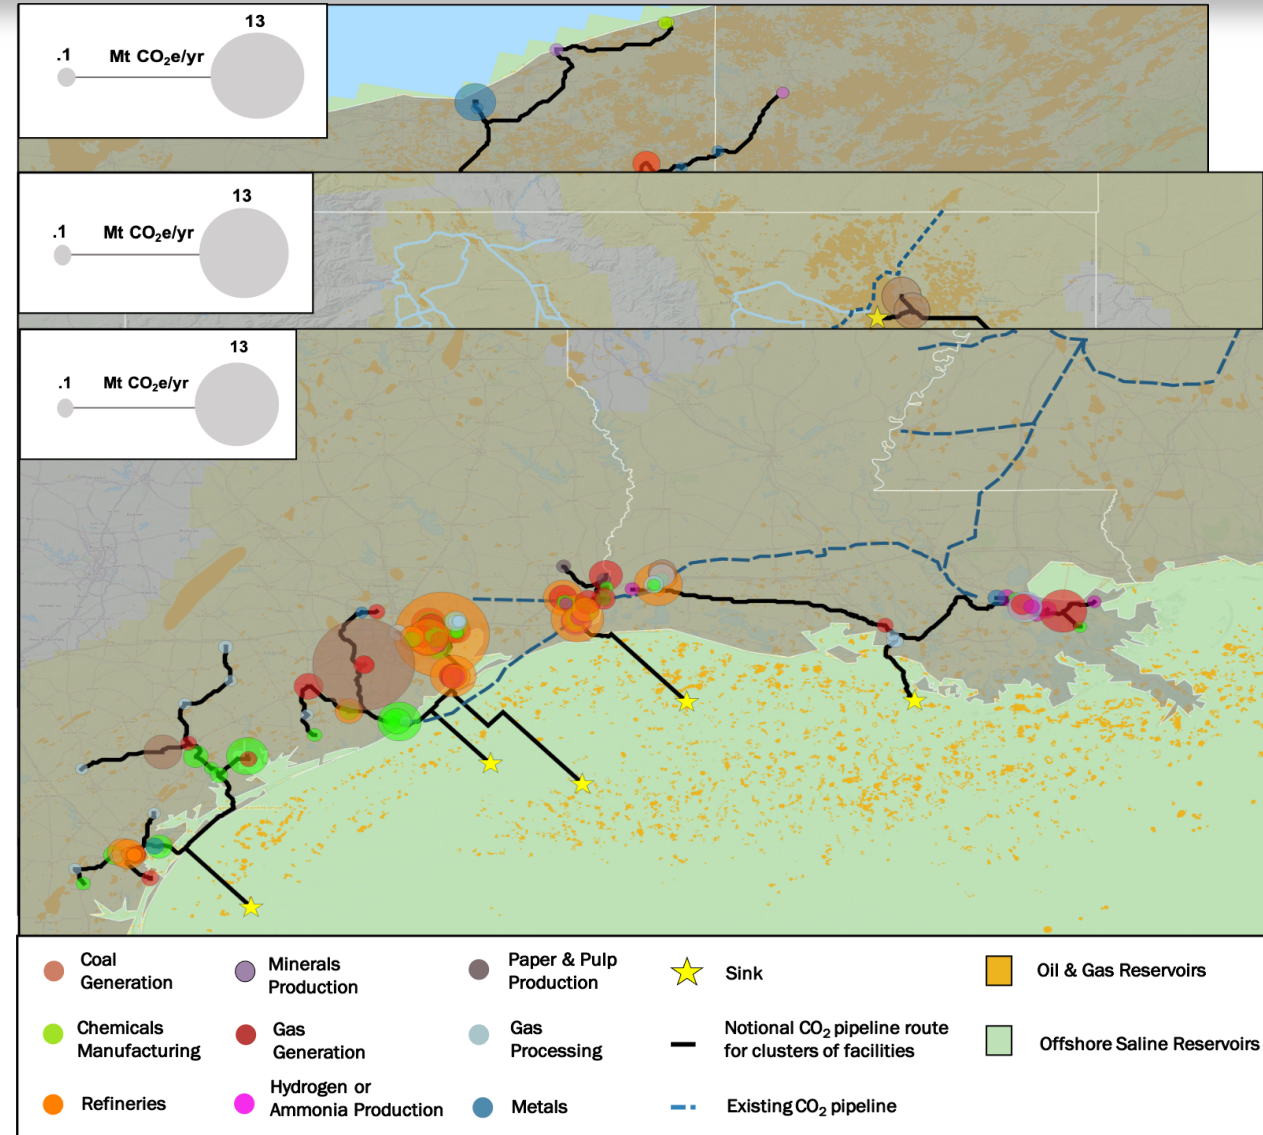 13
.1
Mt CO₂e/yr
13
.1
Mt CO₂e/yr
13
.1
Mt CO₂e/yr
Coal
Generation
Minerals
Production
Paper & Pulp
Production
Sink
Oil & Gas Reservoirs
Chemicals
Manufacturing
Gas
Generation
Gas
Processing
Notional CO₂ pipeline route
for clusters of facilities
Offshore Saline Reservoirs
Refineries
Hydrogen or
Ammonia Production
Metals
Existing CO₂ pipeline